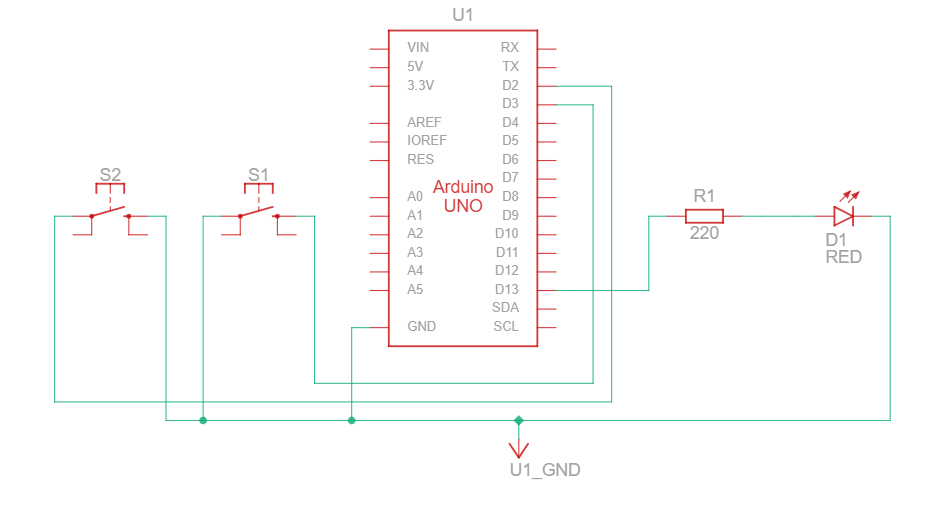 U1
VIN RX
5V TX
3.3V D2
D3
AREF D4
IOREF D5
RES D6
D7
Arduino
UNO
A0 D8
A1 D9
A2 D10
A3 D11
A4 D12
A5 D13
SDA
GND SCL
S2
S1
R1
220
D1
RED
U1_GND